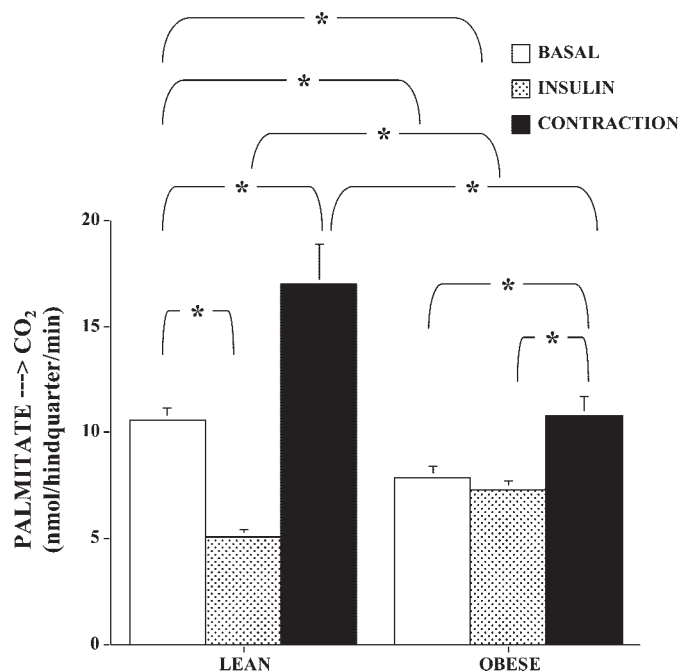 *
BASAL
*
INSULIN
*
CONTRACTION
*
*
20
*
*
15
*
10
5
0
PALMITATE ---> CO2
(nmol/hindquarter/min)
LEAN
OBESE